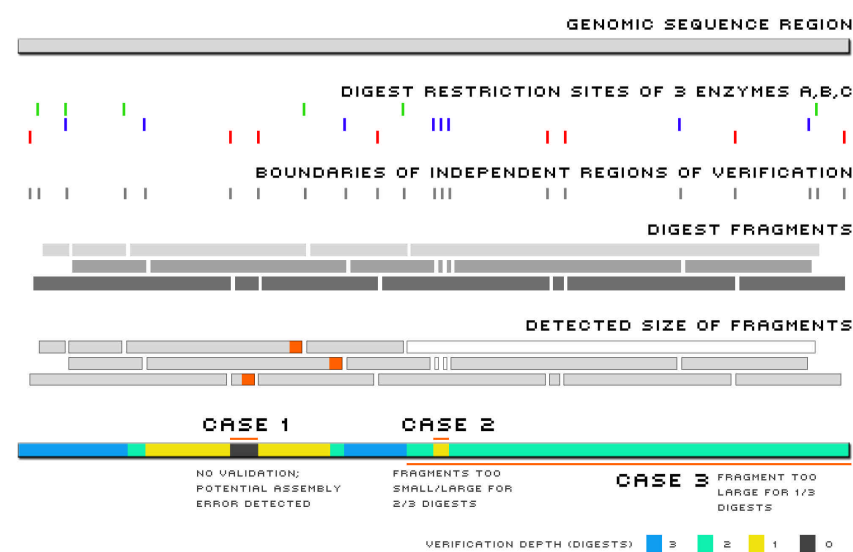 GENOMIC SEQUENCE REGION
DIGEST RESTRICTION SITES OF 3 ENZYMES A,B,C
BOUNDARIES OF INDEPENDENT REGIONS OF VERIFICATION
DIGEST FRAGMENTS
DETECTED SIZE OF FRAGMENTS
CASE 1
CASE 2
NO VALIDATION;
POTENTIAL ASSEMBLY
ERROR DETECTED
FRAGMENTS TOO
SMALL/LARGE FOR
2/3 DIGESTS
CASE 3
FRAGMENT TOO
LARGE FOR 1/3
DIGESTS
VERIFICATION DEPTH (DIGESTS) 3 2 1 0